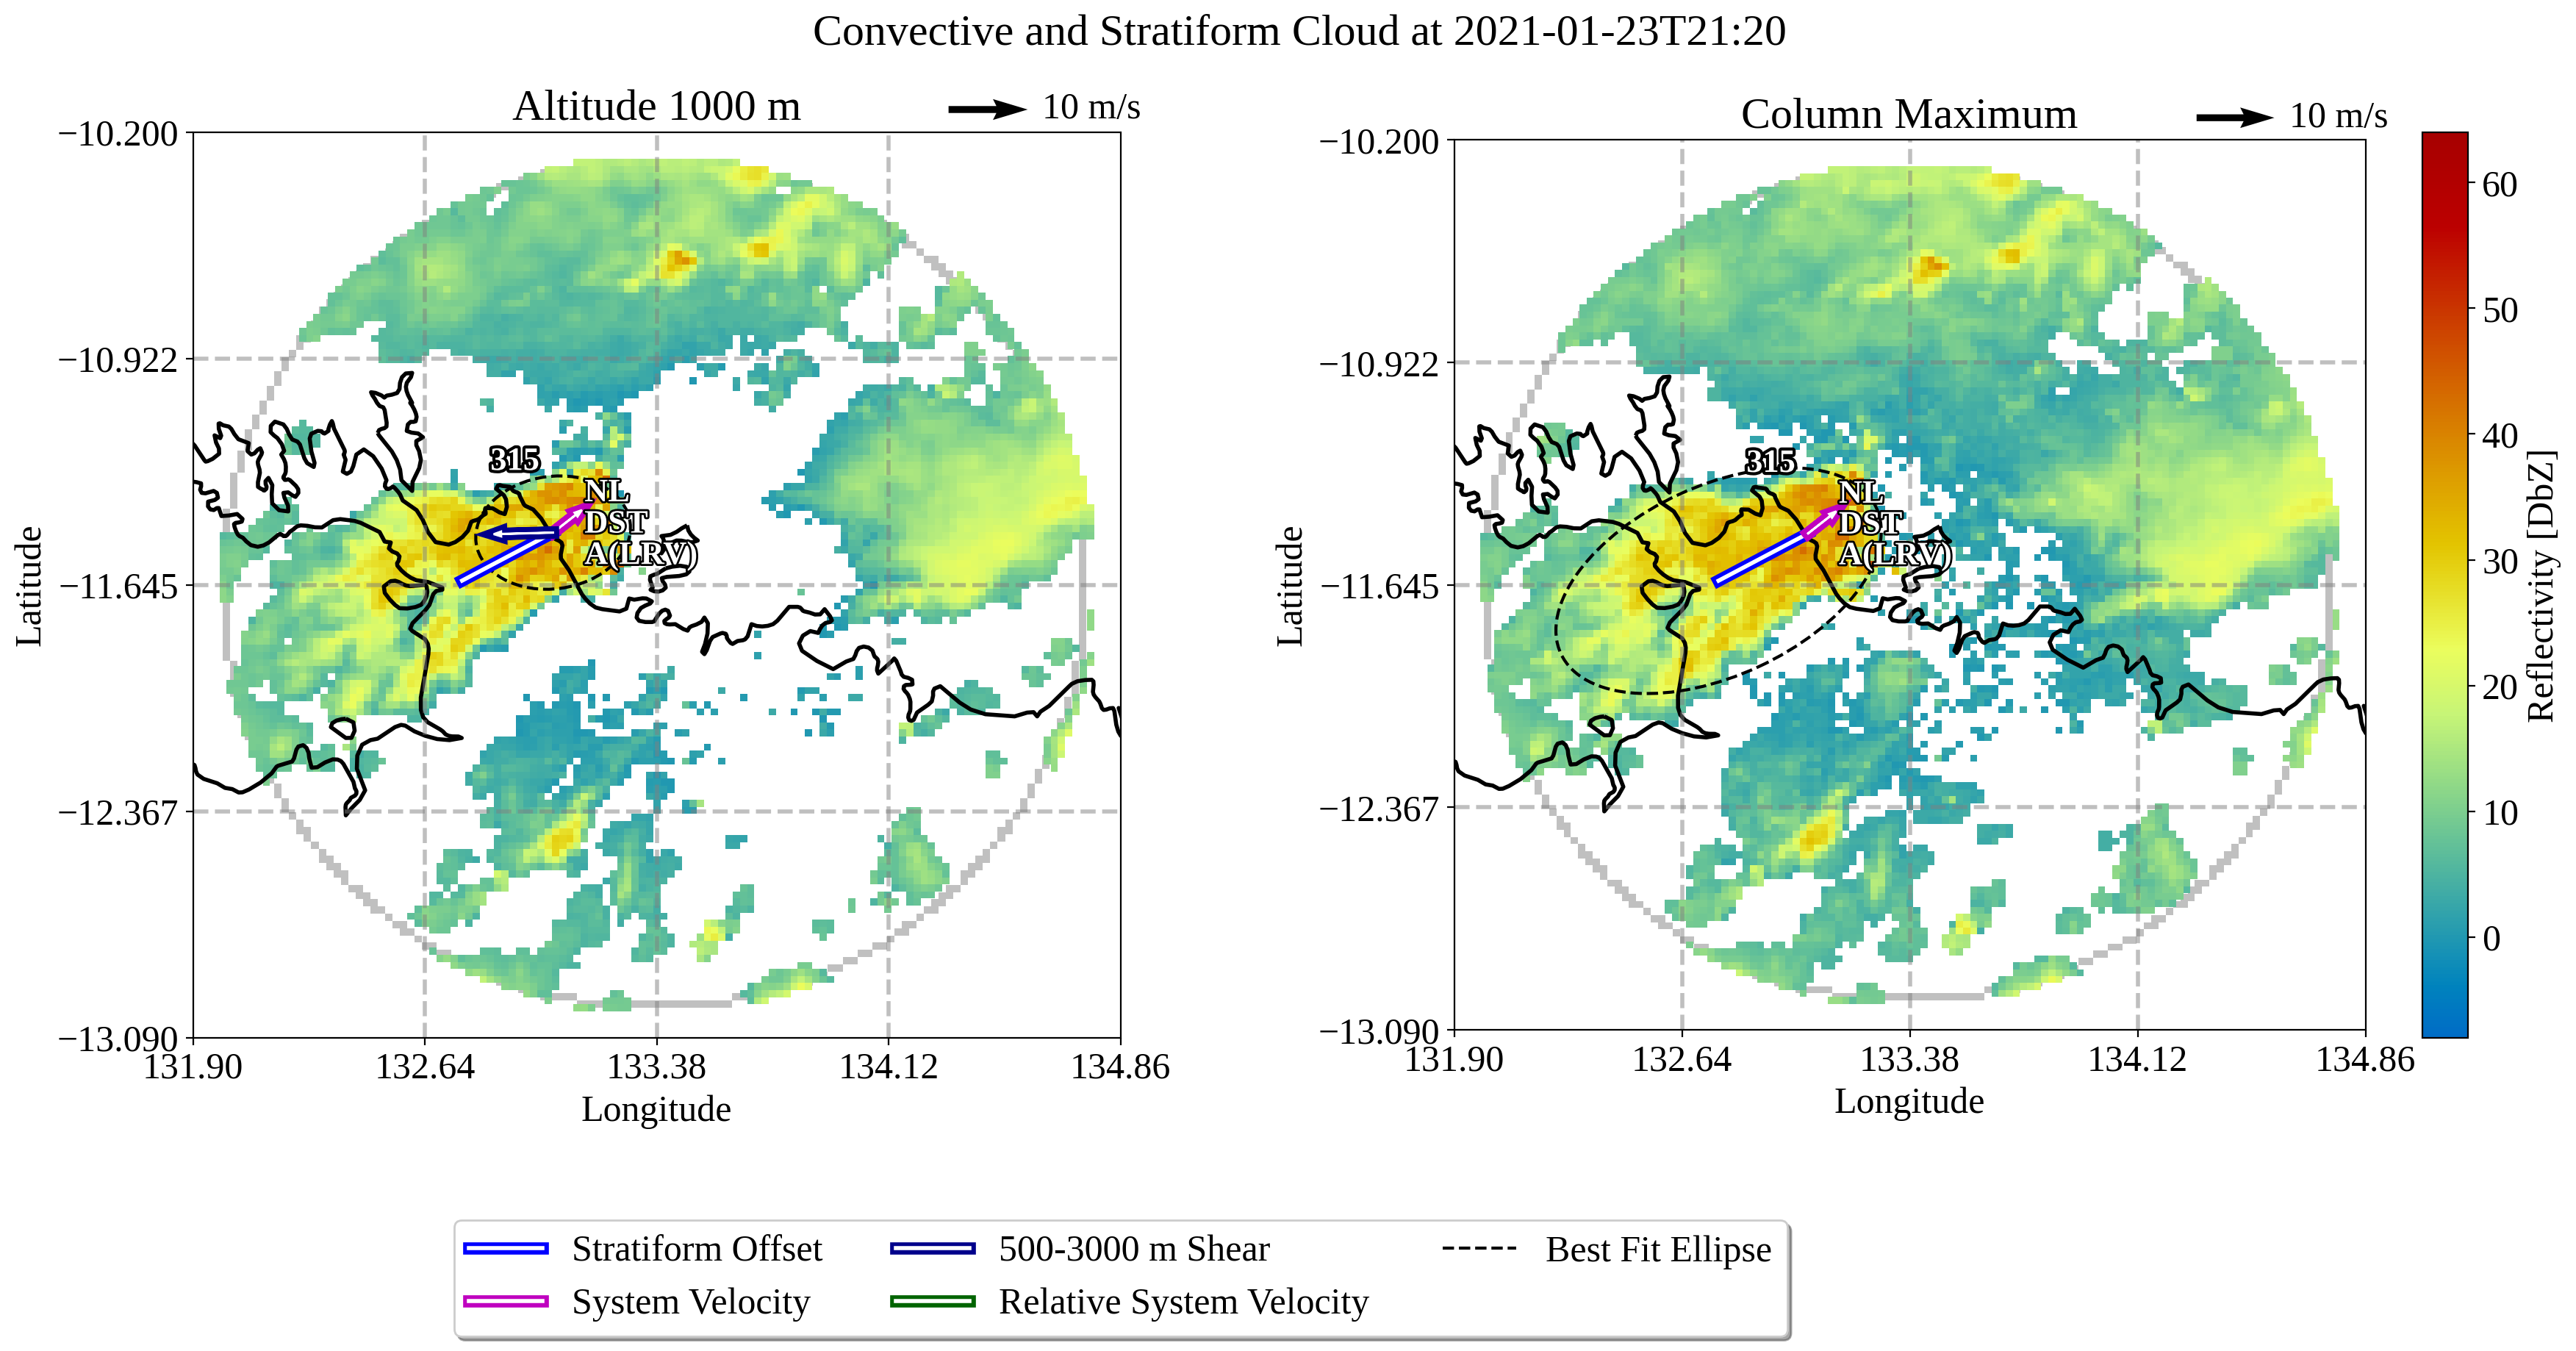 Convective and Stratiform Cloud at 2021-01-23T21:20
Altitude 1000 m
10 m/s
−10.200
−10.922
−11.645
−12.367
−13.090
Latitude
131.90
132.64
133.38
134.12
134.86
Longitude
315
NL
DST
A(LRV)
Column Maximum
10 m/s
−10.200
−10.922
−11.645
−12.367
−13.090
Latitude
131.90
132.64
133.38
134.12
134.86
Longitude
315
NL
DST
A(LRV)
60
50
40
30
20
10
0
Reflectivity [DbZ]
Stratiform Offset
System Velocity
500-3000 m Shear
Relative System Velocity
Best Fit Ellipse